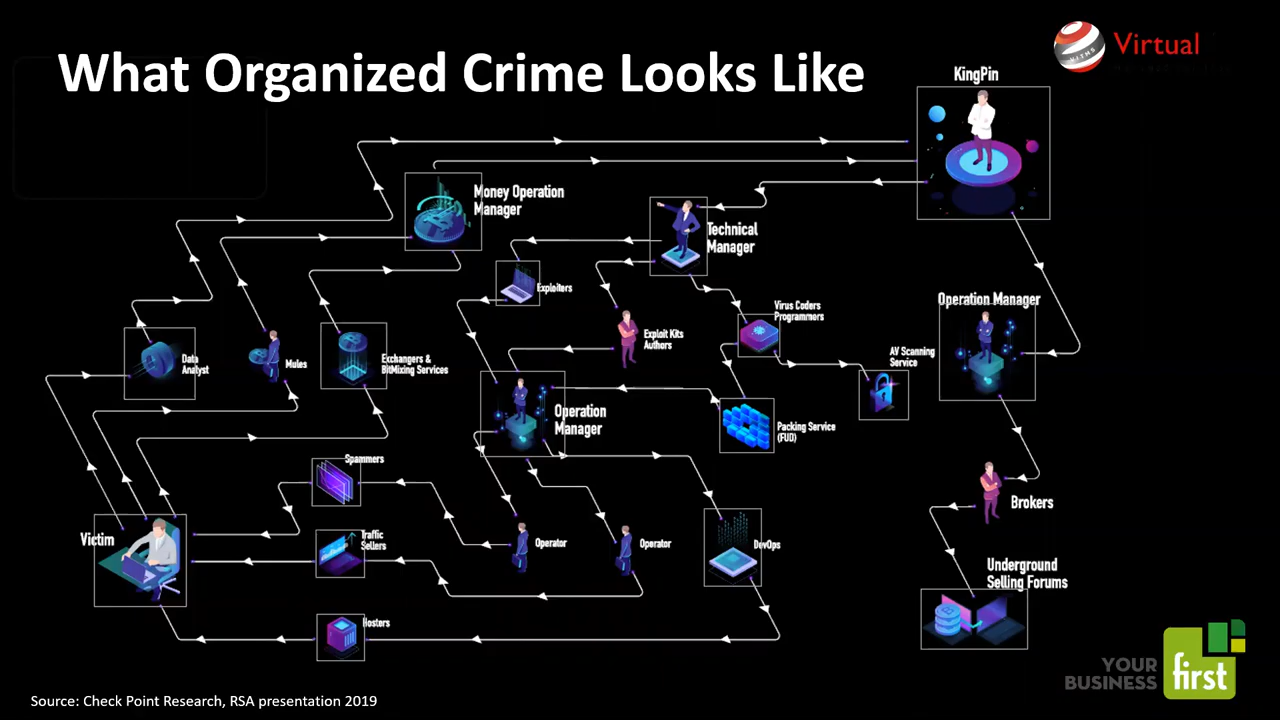 What Organized Crime Looks Like
Virtual
KingPin
Money Operation
Manager
Technical
Manager
Exploiters
Operation Manager
Virus Coders
Programmers
Exploit Kits
Authors
AV Scanning
Service
Data
Analyst
Mules
Exchangers &
BitMixing Services
Operation
Manager
Packing Service
(FUD)
Spammers
Brokers
Victim
Traffic
Sellers
Operator
Operator
DevOps
Underground
Selling Forums
Hosters
YOUR
BUSINESS
first
Source: Check Point Research, RSA presentation 2019